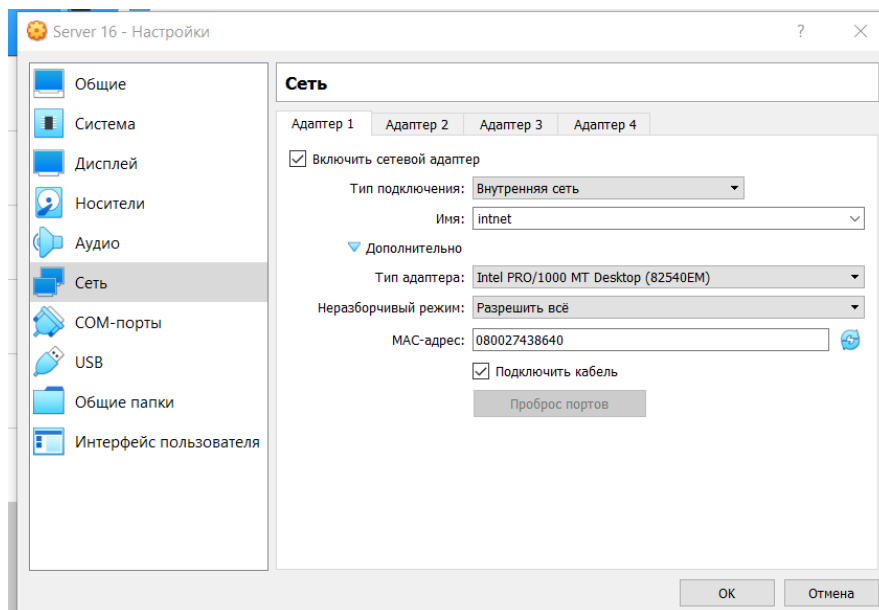 Server 16 - Настройки
?
Общие
Система
Дисплей
Носители
Аудио
Сеть
COM-порты
USB
Общие папки
Интерфейс пользователя
Сеть
Адаптер 1 Адаптер 2 Адаптер 3 Адаптер 4
Включить сетевой адаптер
Тип подключения: Внутренняя сеть
Имя: intnet
Дополнительно
Тип адаптера: Intel PRO/1000 MT Desktop (82540EM)
Неразборчивый режим: Разрешить всё
MAC-адрес: 080027438640
Подключить кабель
Проброс портов
OK Отмена